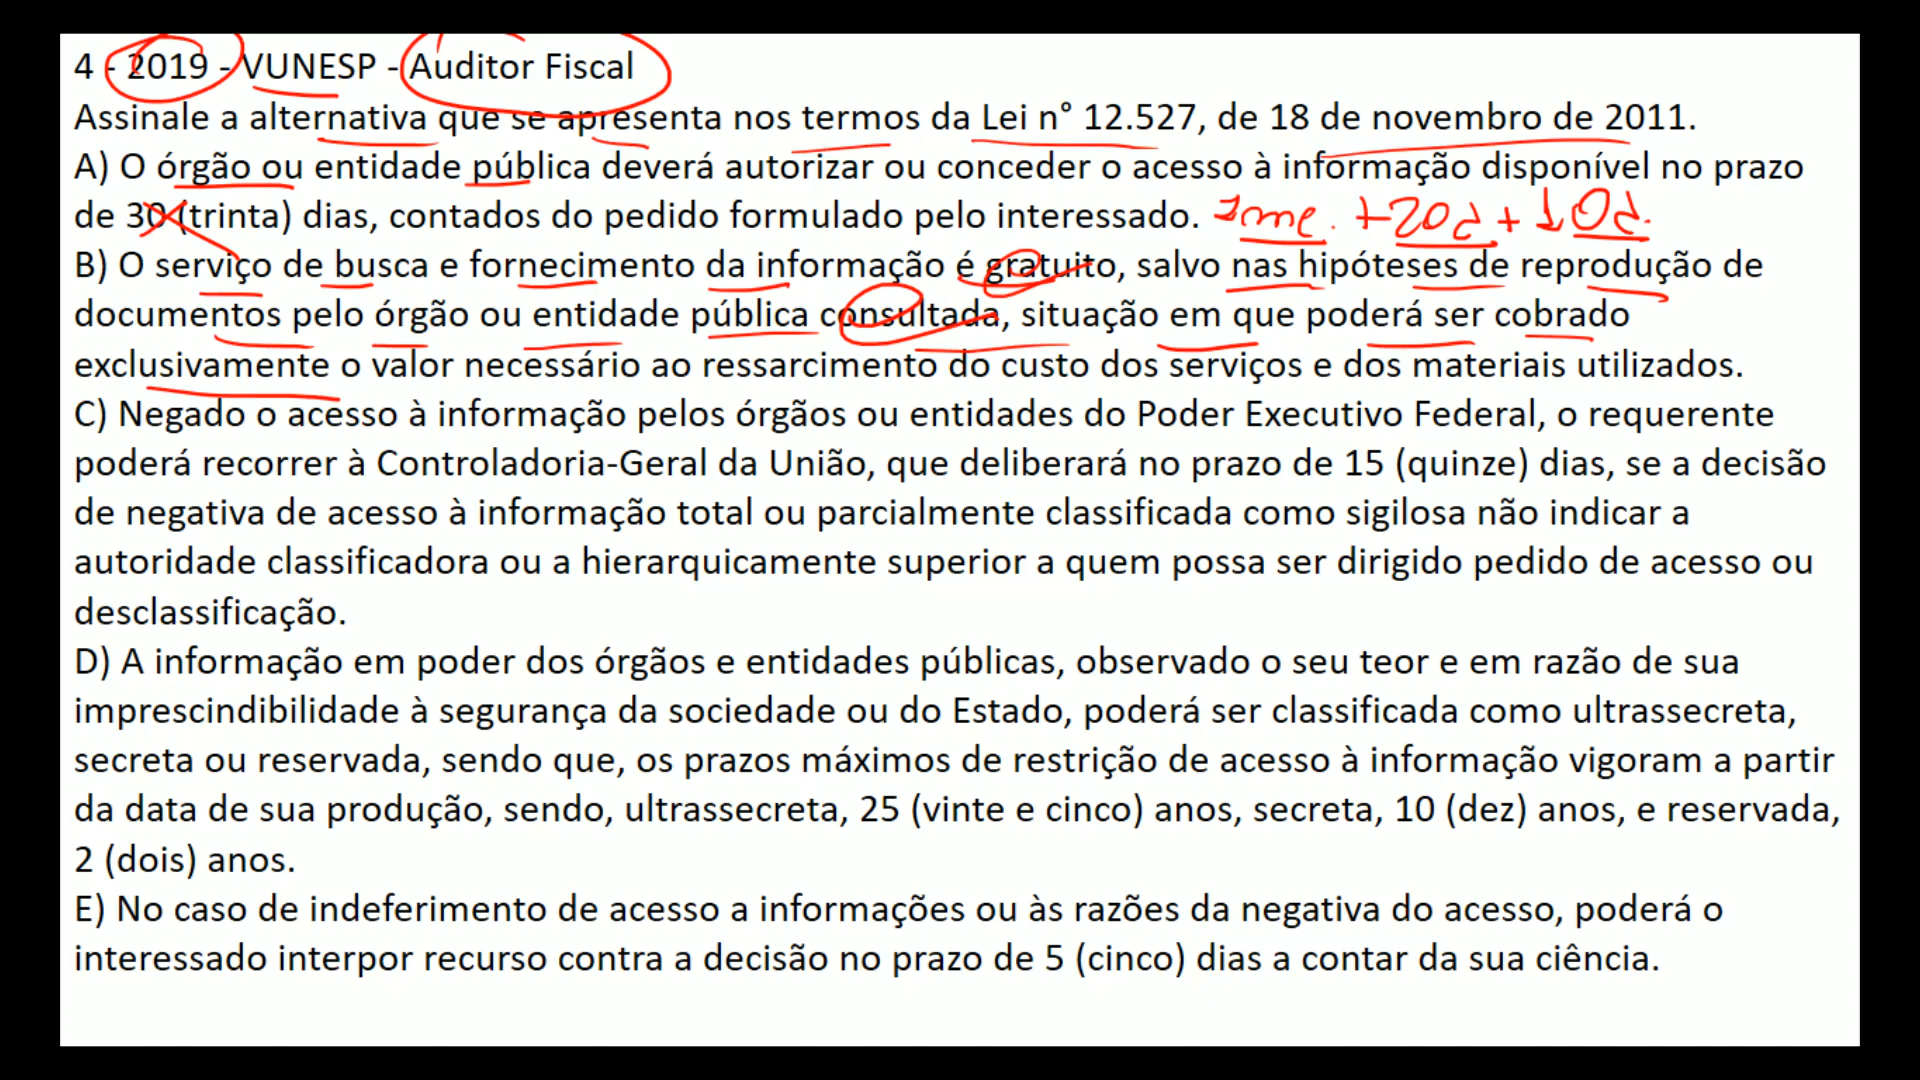 4 - 2019 - VUNESP - Auditor Fiscal
Assinale a alternativa que se apresenta nos termos da Lei n° 12.527, de 18 de novembro de 2011.
A) O órgão ou entidade pública deverá autorizar ou conceder o acesso à informação disponível no prazo
de 30 (trinta) dias, contados do pedido formulado pelo interessado. +20d + 10d.
B) O serviço de busca e fornecimento da informação é gratuito, salvo nas hipóteses de reprodução de
documentos pelo órgão ou entidade pública consultada, situação em que poderá ser cobrado
exclusivamente o valor necessário ao ressarcimento do custo dos serviços e dos materiais utilizados.
C) Negado o acesso à informação pelos órgãos ou entidades do Poder Executivo Federal, o requerente
poderá recorrer à Controladoria-Geral da União, que deliberará no prazo de 15 (quinze) dias, se a decisão
de negativa de acesso à informação total ou parcialmente classificada como sigilosa não indicar a
autoridade classificadora ou a hierarquicamente superior a quem possa ser dirigido pedido de acesso ou
desclassificação.
D) A informação em poder dos órgãos e entidades públicas, observado o seu teor e em razão de sua
imprescindibilidade à segurança da sociedade ou do Estado, poderá ser classificada como ultrassecreta,
secreta ou reservada, sendo que, os prazos máximos de restrição de acesso à informação vigoram a partir
da data de sua produção, sendo, ultrassecreta, 25 (vinte e cinco) anos, secreta, 10 (dez) anos, e reservada,
2 (dois) anos.
E) No caso de indeferimento de acesso a informações ou às razões da negativa do acesso, poderá o
interessado interpor recurso contra a decisão no prazo de 5 (cinco) dias a contar da sua ciência.